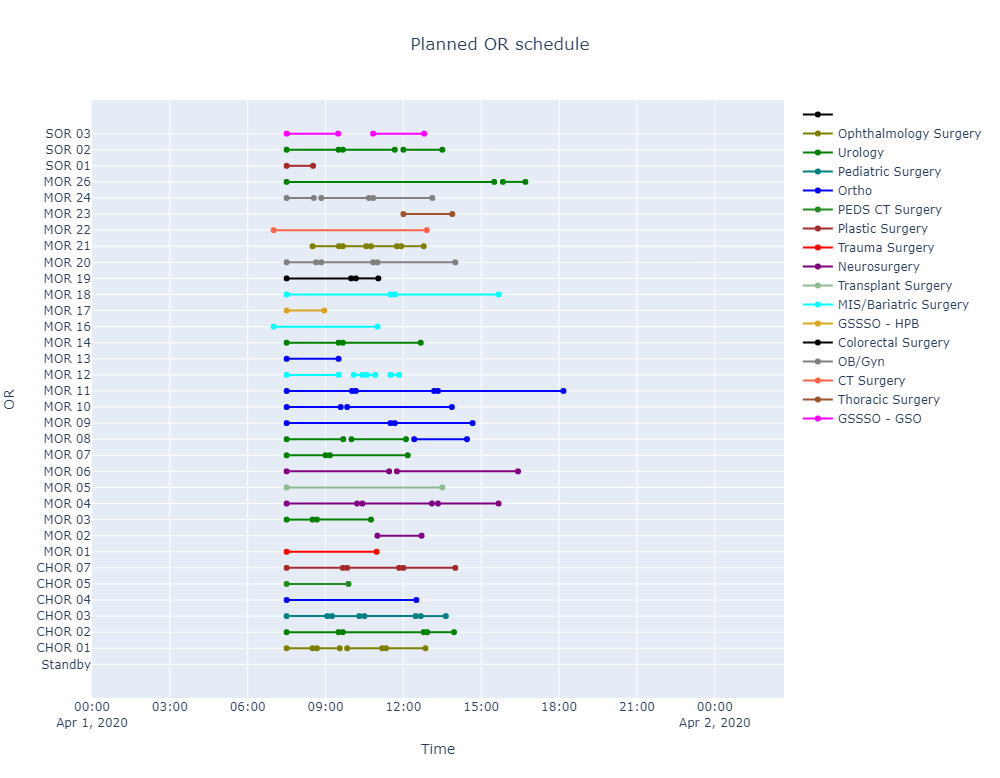 Planned OR schedule
SOR 03
SOR 02
SOR 01
MOR 26
MOR 24
MOR 23
MOR 22
MOR 21
MOR 20
MOR 19
MOR 18
MOR 17
MOR 16
MOR 14
MOR 13
MOR 12
MOR 11
MOR 10
MOR 09
MOR 08
MOR 07
MOR 06
MOR 05
MOR 04
MOR 03
MOR 02
MOR 01
CHOR 07
CHOR 05
CHOR 04
CHOR 03
CHOR 02
CHOR 01
Standby
OR
00:00 03:00 06:00 09:00 12:00 15:00 18:00 21:00 00:00
Apr 1, 2020 Apr 2, 2020
Time
Ophthalmology Surgery
Urology
Pediatric Surgery
Ortho
PEDS CT Surgery
Plastic Surgery
Trauma Surgery
Neurosurgery
Transplant Surgery
MIS/Bariatric Surgery
GSSSO - HPB
Colorectal Surgery
OB/Gyn
CT Surgery
Thoracic Surgery
GSSSO - GSO